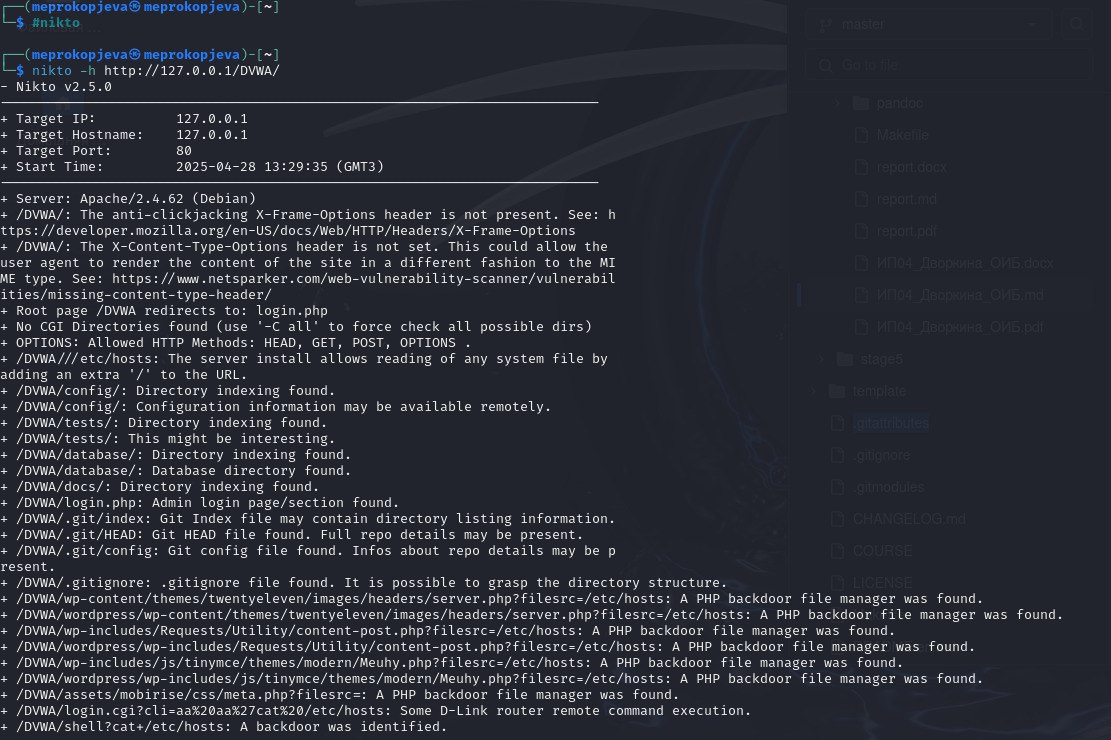 ┌──(meprokopjeva㉿meprokopjeva)-[~]
└─$ #nikto
┌──(meprokopjeva㉿meprokopjeva)-[~]
└─$ nikto -h http://127.0.0.1/DVWA/
- Nikto v2.5.0
+ Target IP: 127.0.0.1
+ Target Hostname: 127.0.0.1
+ Target Port: 80
+ Start Time: 2025-04-28 13:29:35 (GMT3)
+ Server: Apache/2.4.62 (Debian)
+ /DVWA/: The anti-clickjacking X-Frame-Options header is not present. See: h
ttps://developer.mozilla.org/en-US/docs/Web/HTTP/Headers/X-Frame-Options
+ /DVWA/: The X-Content-Type-Options header is not set. This could allow the
user agent to render the content of the site in a different fashion to the MI
ME type. See: https://www.netsparker.com/web-vulnerability-scanner/vulnerabil
ities/missing-content-type-header/
+ Root page /DVWA redirects to: login.php
+ No CGI Directories found (use '-C all' to force check all possible dirs)
+ OPTIONS: Allowed HTTP Methods: HEAD, GET, POST, OPTIONS .
+ /DVWA///etc/hosts: The server install allows reading of any system file by
adding an extra '/' to the URL.
+ /DVWA/config/: Directory indexing found.
+ /DVWA/config/: Configuration information may be available remotely.
+ /DVWA/tests/: Directory indexing found.
+ /DVWA/tests/: This might be interesting.
+ /DVWA/database/: Directory indexing found.
+ /DVWA/database/: Database directory found.
+ /DVWA/docs/: Directory indexing found.
+ /DVWA/login.php: Admin login page/section found.
+ /DVWA/.git/index: Git Index file may contain directory listing information.
+ /DVWA/.git/HEAD: Git HEAD file found. Full repo details may be present.
+ /DVWA/.git/config: Git config file found. Infos about repo details may be p
resent.
+ /DVWA/.gitignore: .gitignore file found. It is possible to grasp the directory structure.
+ /DVWA/wp-content/themes/twentyeleven/images/headers/server.php?filesrc=/etc/hosts: A PHP backdoor file manager was found.
+ /DVWA/wordpress/wp-content/themes/twentyeleven/images/headers/server.php?filesrc=/etc/hosts: A PHP backdoor file manager was found.
+ /DVWA/wp-includes/Requests/Utility/content-post.php?filesrc=/etc/hosts: A PHP backdoor file manager was found.
+ /DVWA/wordpress/wp-includes/Requests/Utility/content-post.php?filesrc=/etc/hosts: A PHP backdoor file manager was found.
+ /DVWA/wp-includes/js/tinymce/themes/modern/Meuhy.php?filesrc=/etc/hosts: A PHP backdoor file manager was found.
+ /DVWA/wordpress/wp-includes/js/tinymce/themes/modern/Meuhy.php?filesrc=/etc/hosts: A PHP backdoor file manager was found.
+ /DVWA/assets/mobirise/css/meta.php?filesrc=: A PHP backdoor file manager was found.
+ /DVWA/login.cgi?cli=aa%20aa%27cat%20/etc/hosts: Some D-Link router remote command execution.
+ /DVWA/shell?cat+/etc/hosts: A backdoor was identified.
master
Go to file
pandoc
Makefile
report.docx
report.md
report.pdf
ИП04_Дворкина_ОИБ.docx
ИП04_Дворкина_ОИБ.md
ИП04_Дворкина_ОИБ.pdf
stage5
template
.gitattributes
.gitignore
.gitmodules
CHANGELOG.md
COURSE
LICENSE